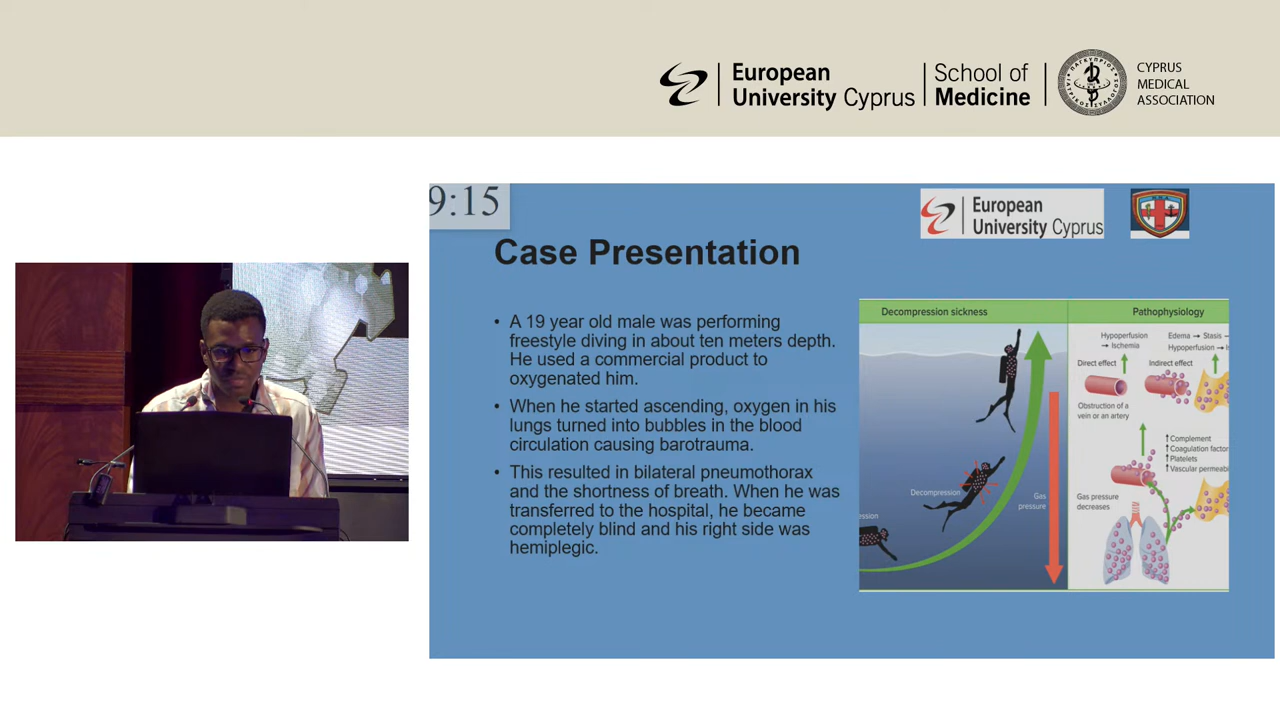 European
University Cyprus
School of
Medicine
CYPRUS
MEDICAL
ASSOCIATION
9:15
European
University Cyprus
Case Presentation
• A 19 year old male was performing
freestyle diving in about ten meters depth.
He used a commercial product to
oxygenated him.
• When he started ascending, oxygen in his
lungs turned into bubbles in the blood
circulation causing barotrauma.
• This resulted in bilateral pneumothorax
and the shortness of breath. When he was
transferred to the hospital, he became
completely blind and his right side was
hemiplegic.
Decompression sickness
Decompression
Gas
pressure
Pathophysiology
Hypoperfusion
→ Ischemia
Edema → Stasis
Hypoperfusion →
Direct effect
Indirect effect
Obstruction of a
vein or an artery
Complement
Coagulation
Platelets
Vascular
Gas pressure
decreases